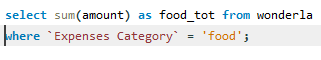 select sum(amount) as food_tot from wonderla
where `Expenses Category` = 'food';